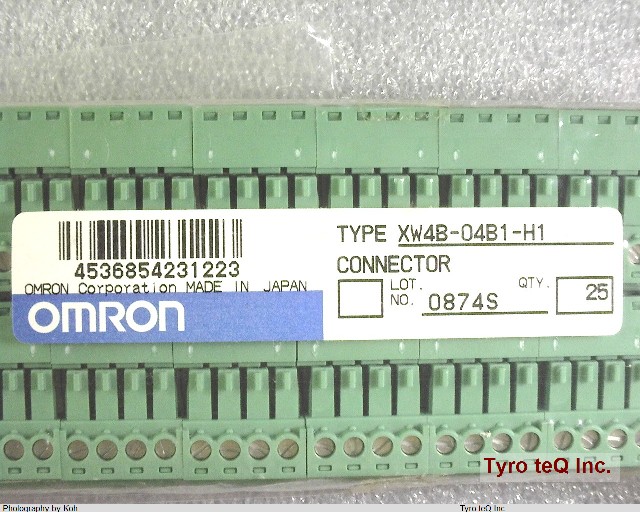 TYPE XW4B-04B1-H1
4536854231223
CONNECTOR
OMRON Corporation MADE IN JAPAN
LOT. NO. 0874S
QTY. 25
OMRON
Tyro teQ Inc.
Photography by Koh
Tyro teQ Inc